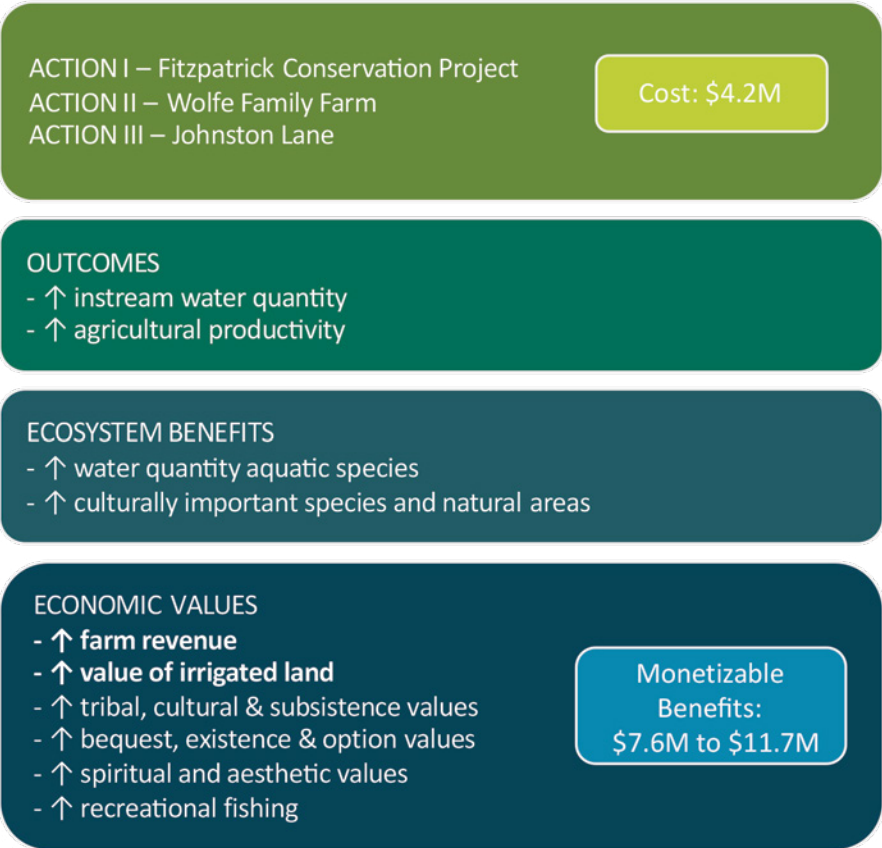 ACTION I – Fitzpatrick Conservation Project
ACTION II – Wolfe Family Farm
ACTION III – Johnston Lane
Cost: $4.2M
OUTCOMES
- ↑ instream water quantity
- ↑ agricultural productivity
ECOSYSTEM BENEFITS
- ↑ water quantity aquatic species
- ↑ culturally important species and natural areas
ECONOMIC VALUES
- ↑ farm revenue
- ↑ value of irrigated land
- ↑ tribal, cultural & subsistence values
- ↑ bequest, existence & option values
- ↑ spiritual and aesthetic values
- ↑ recreational fishing
Monetizable
Benefits:
$7.6M to $11.7M